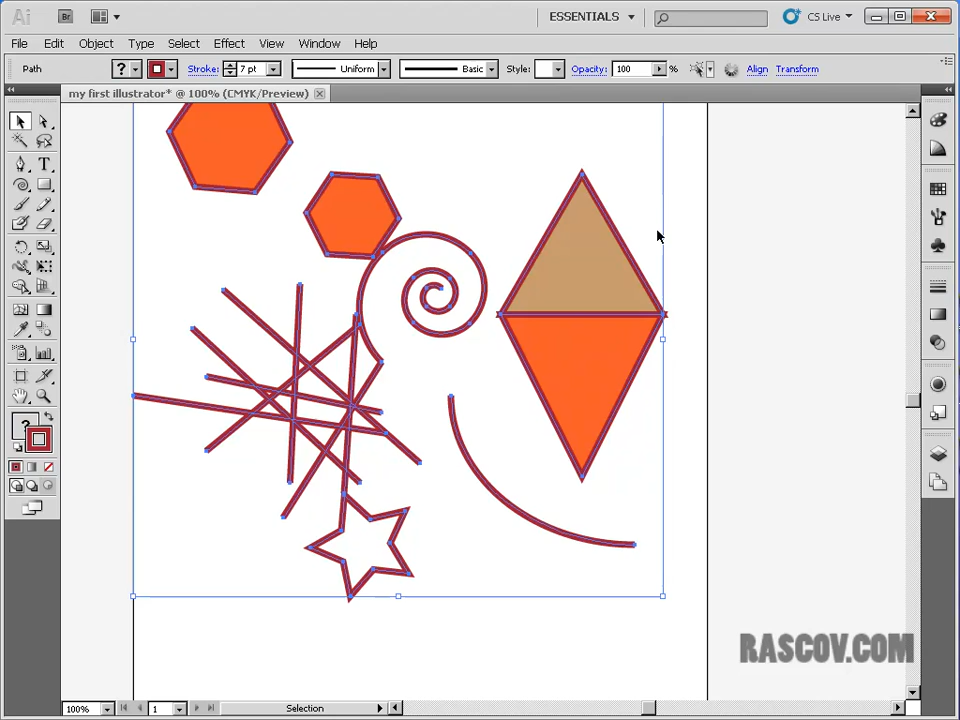 Ai Br ESSENTIALS CS Live
File Edit Object Type Select Effect View Window Help
Path ? Stroke: 7 pt Uniform Basic Style: Opacity: 100 % Align Transform
my first illustrator* @ 100% (CMYK/Preview)
T
?
RASCOV.COM
100% 1 Selection